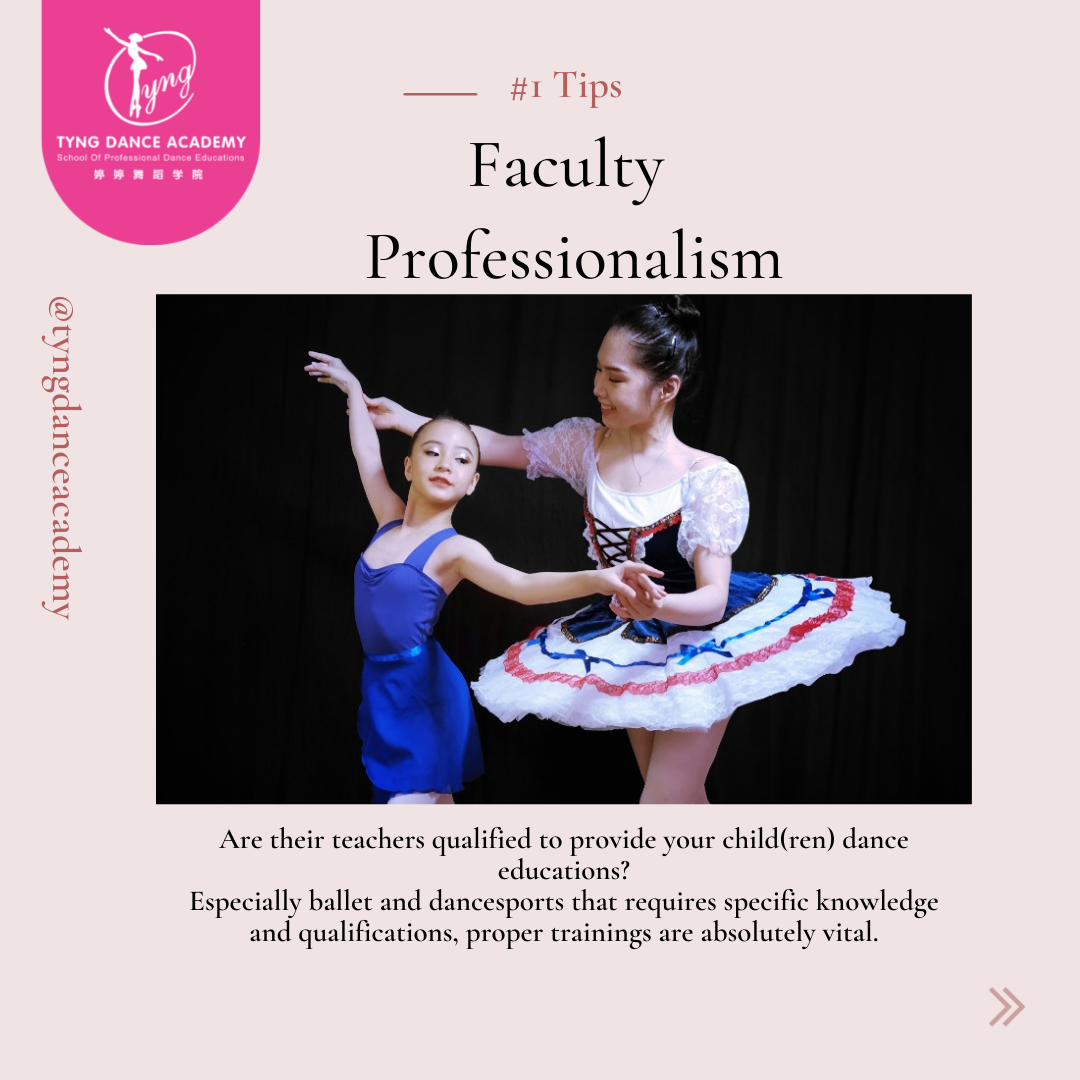 Tyng
TYNG DANCE ACADEMY
School Of Professional Dance Educations
婷婷舞蹈学院
#1 Tips
Faculty
Professionalism
@tyngdanceacademy
Are their teachers qualified to provide your child(ren) dance
educations?
Especially ballet and dancesports that requires specific knowledge
and qualifications, proper trainings are absolutely vital.